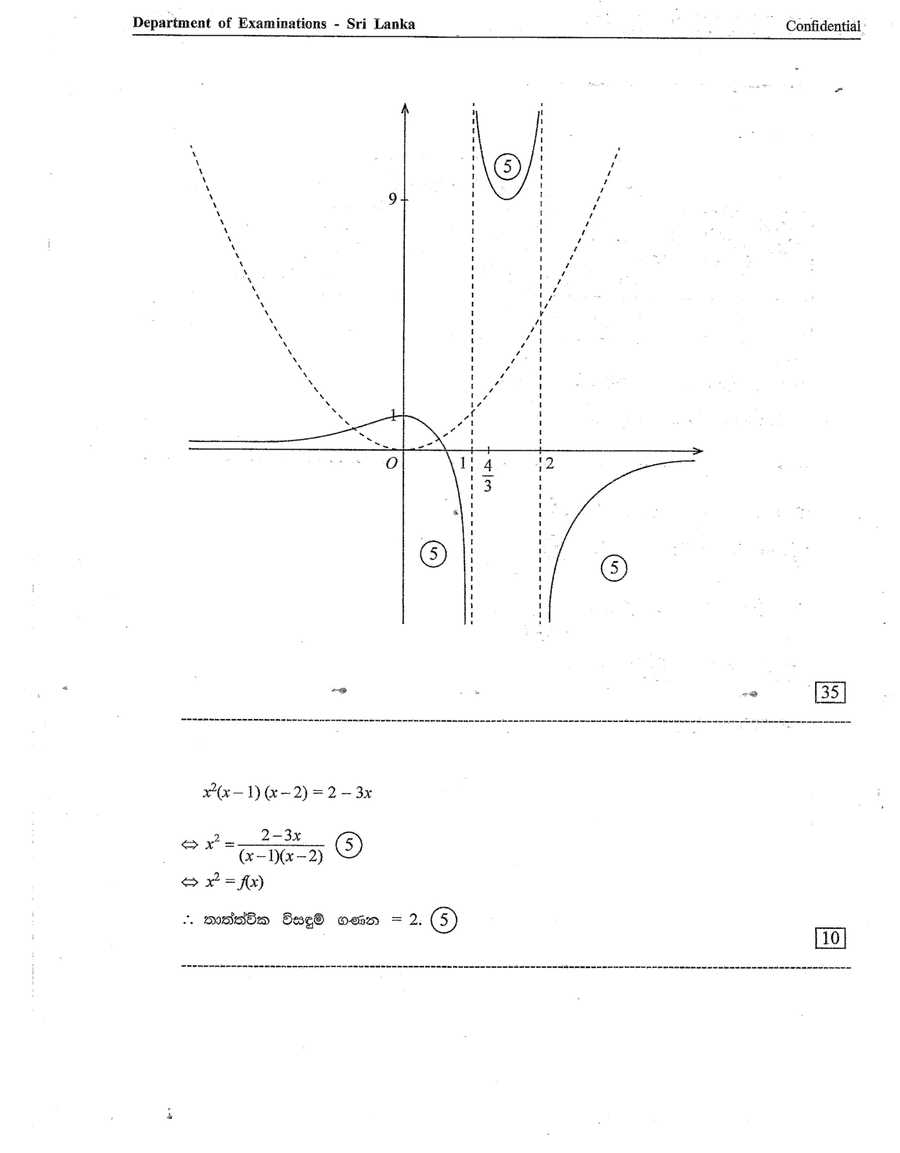 Department of Examinations - Sri Lanka
Confidential
5
9
1
O
1
4/3
2
5
5
35
x²(x – 1) (x – 2) = 2 – 3x
⇔ x² = (2–3x)/((x–1)(x–2)) 5
⇔ x² = f(x)
∴ තාත්ත්වික විසඳුම් ගණන = 2. 5
10